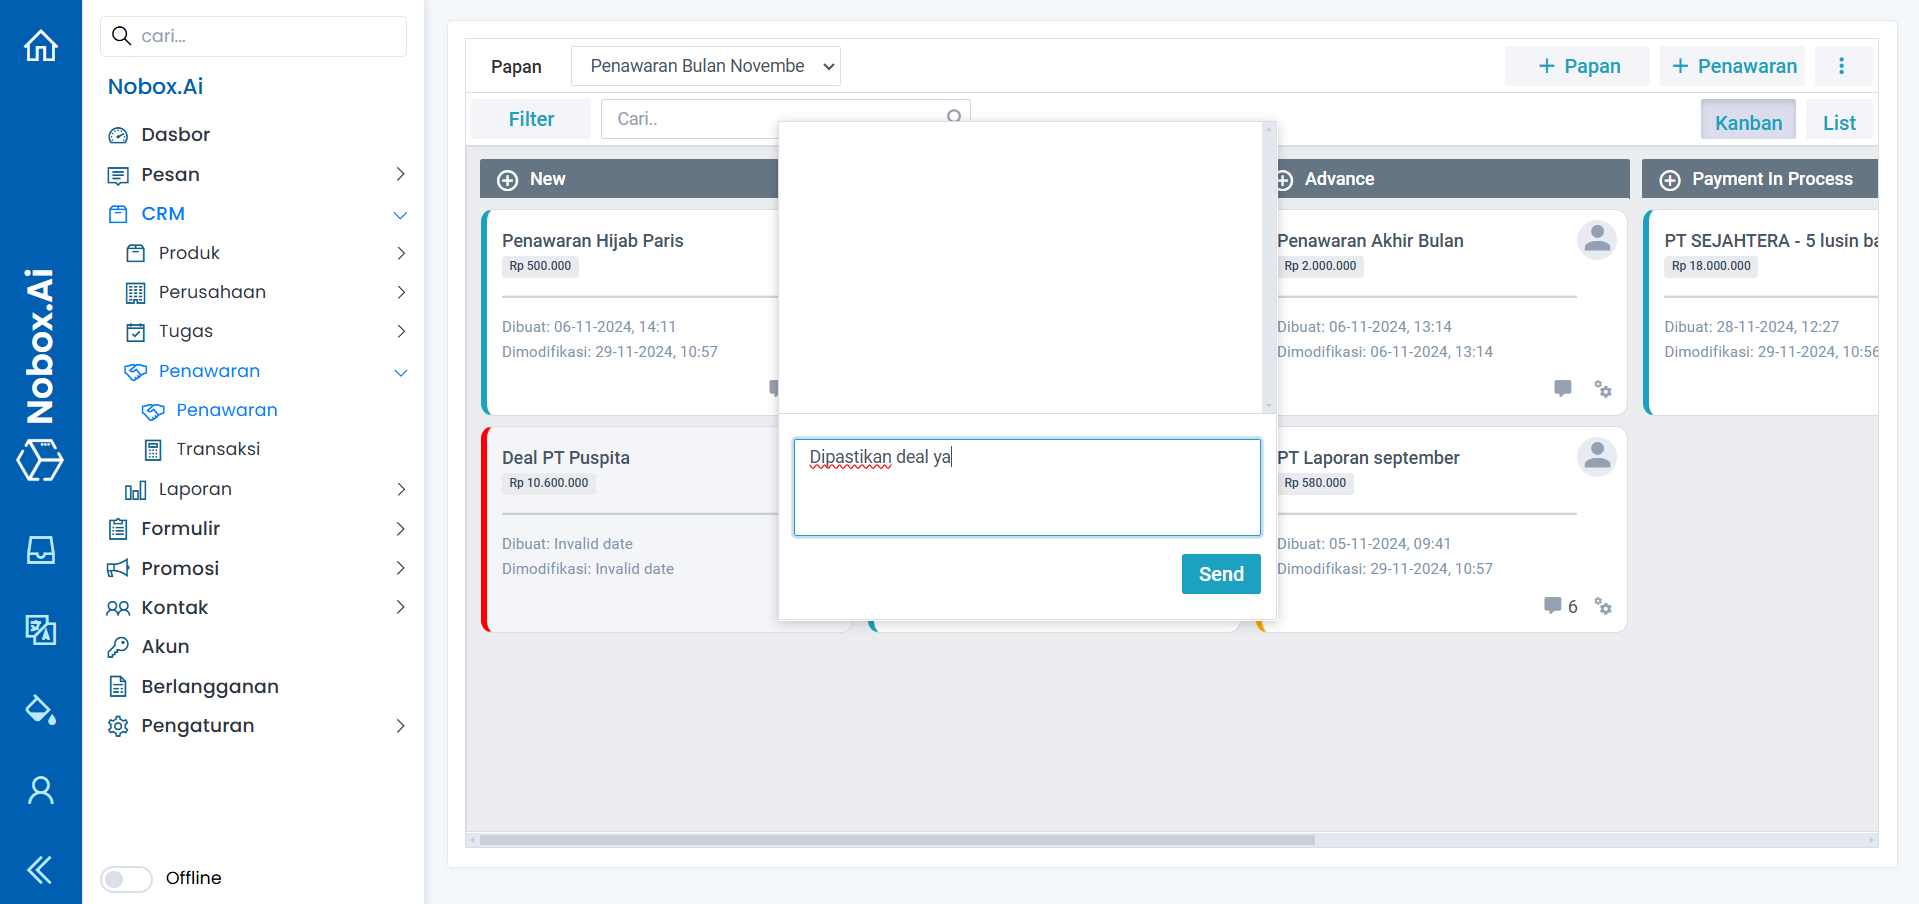 cari...
Nobox.Ai
Dasbor
Pesan
CRM
Produk
Perusahaan
Tugas
Penawaran
Penawaran
Transaksi
Laporan
Formulir
Promosi
Kontak
Akun
Berlangganan
Pengaturan
Offline
Nobox.Ai
Papan
Penawaran Bulan Novembe
+ Papan
+ Penawaran
Filter
Cari..
Kanban
List
New
Penawaran Hijab Paris
Rp 500.000
Dibuat: 06-11-2024, 14:11
Dimodifikasi: 29-11-2024, 10:57
Deal PT Puspita
Rp 10.600.000
Dibuat: Invalid date
Dimodifikasi: Invalid date
Dipastikan deal ya
Send
Advance
Penawaran Akhir Bulan
Rp 2.000.000
Dibuat: 06-11-2024, 13:14
Dimodifikasi: 06-11-2024, 13:14
PT Laporan september
Rp 580.000
Dibuat: 05-11-2024, 09:41
Dimodifikasi: 29-11-2024, 10:57
6
Payment In Process
PT SEJAHTERA - 5 lusin ba
Rp 18.000.000
Dibuat: 28-11-2024, 12:27
Dimodifikasi: 29-11-2024, 10:56